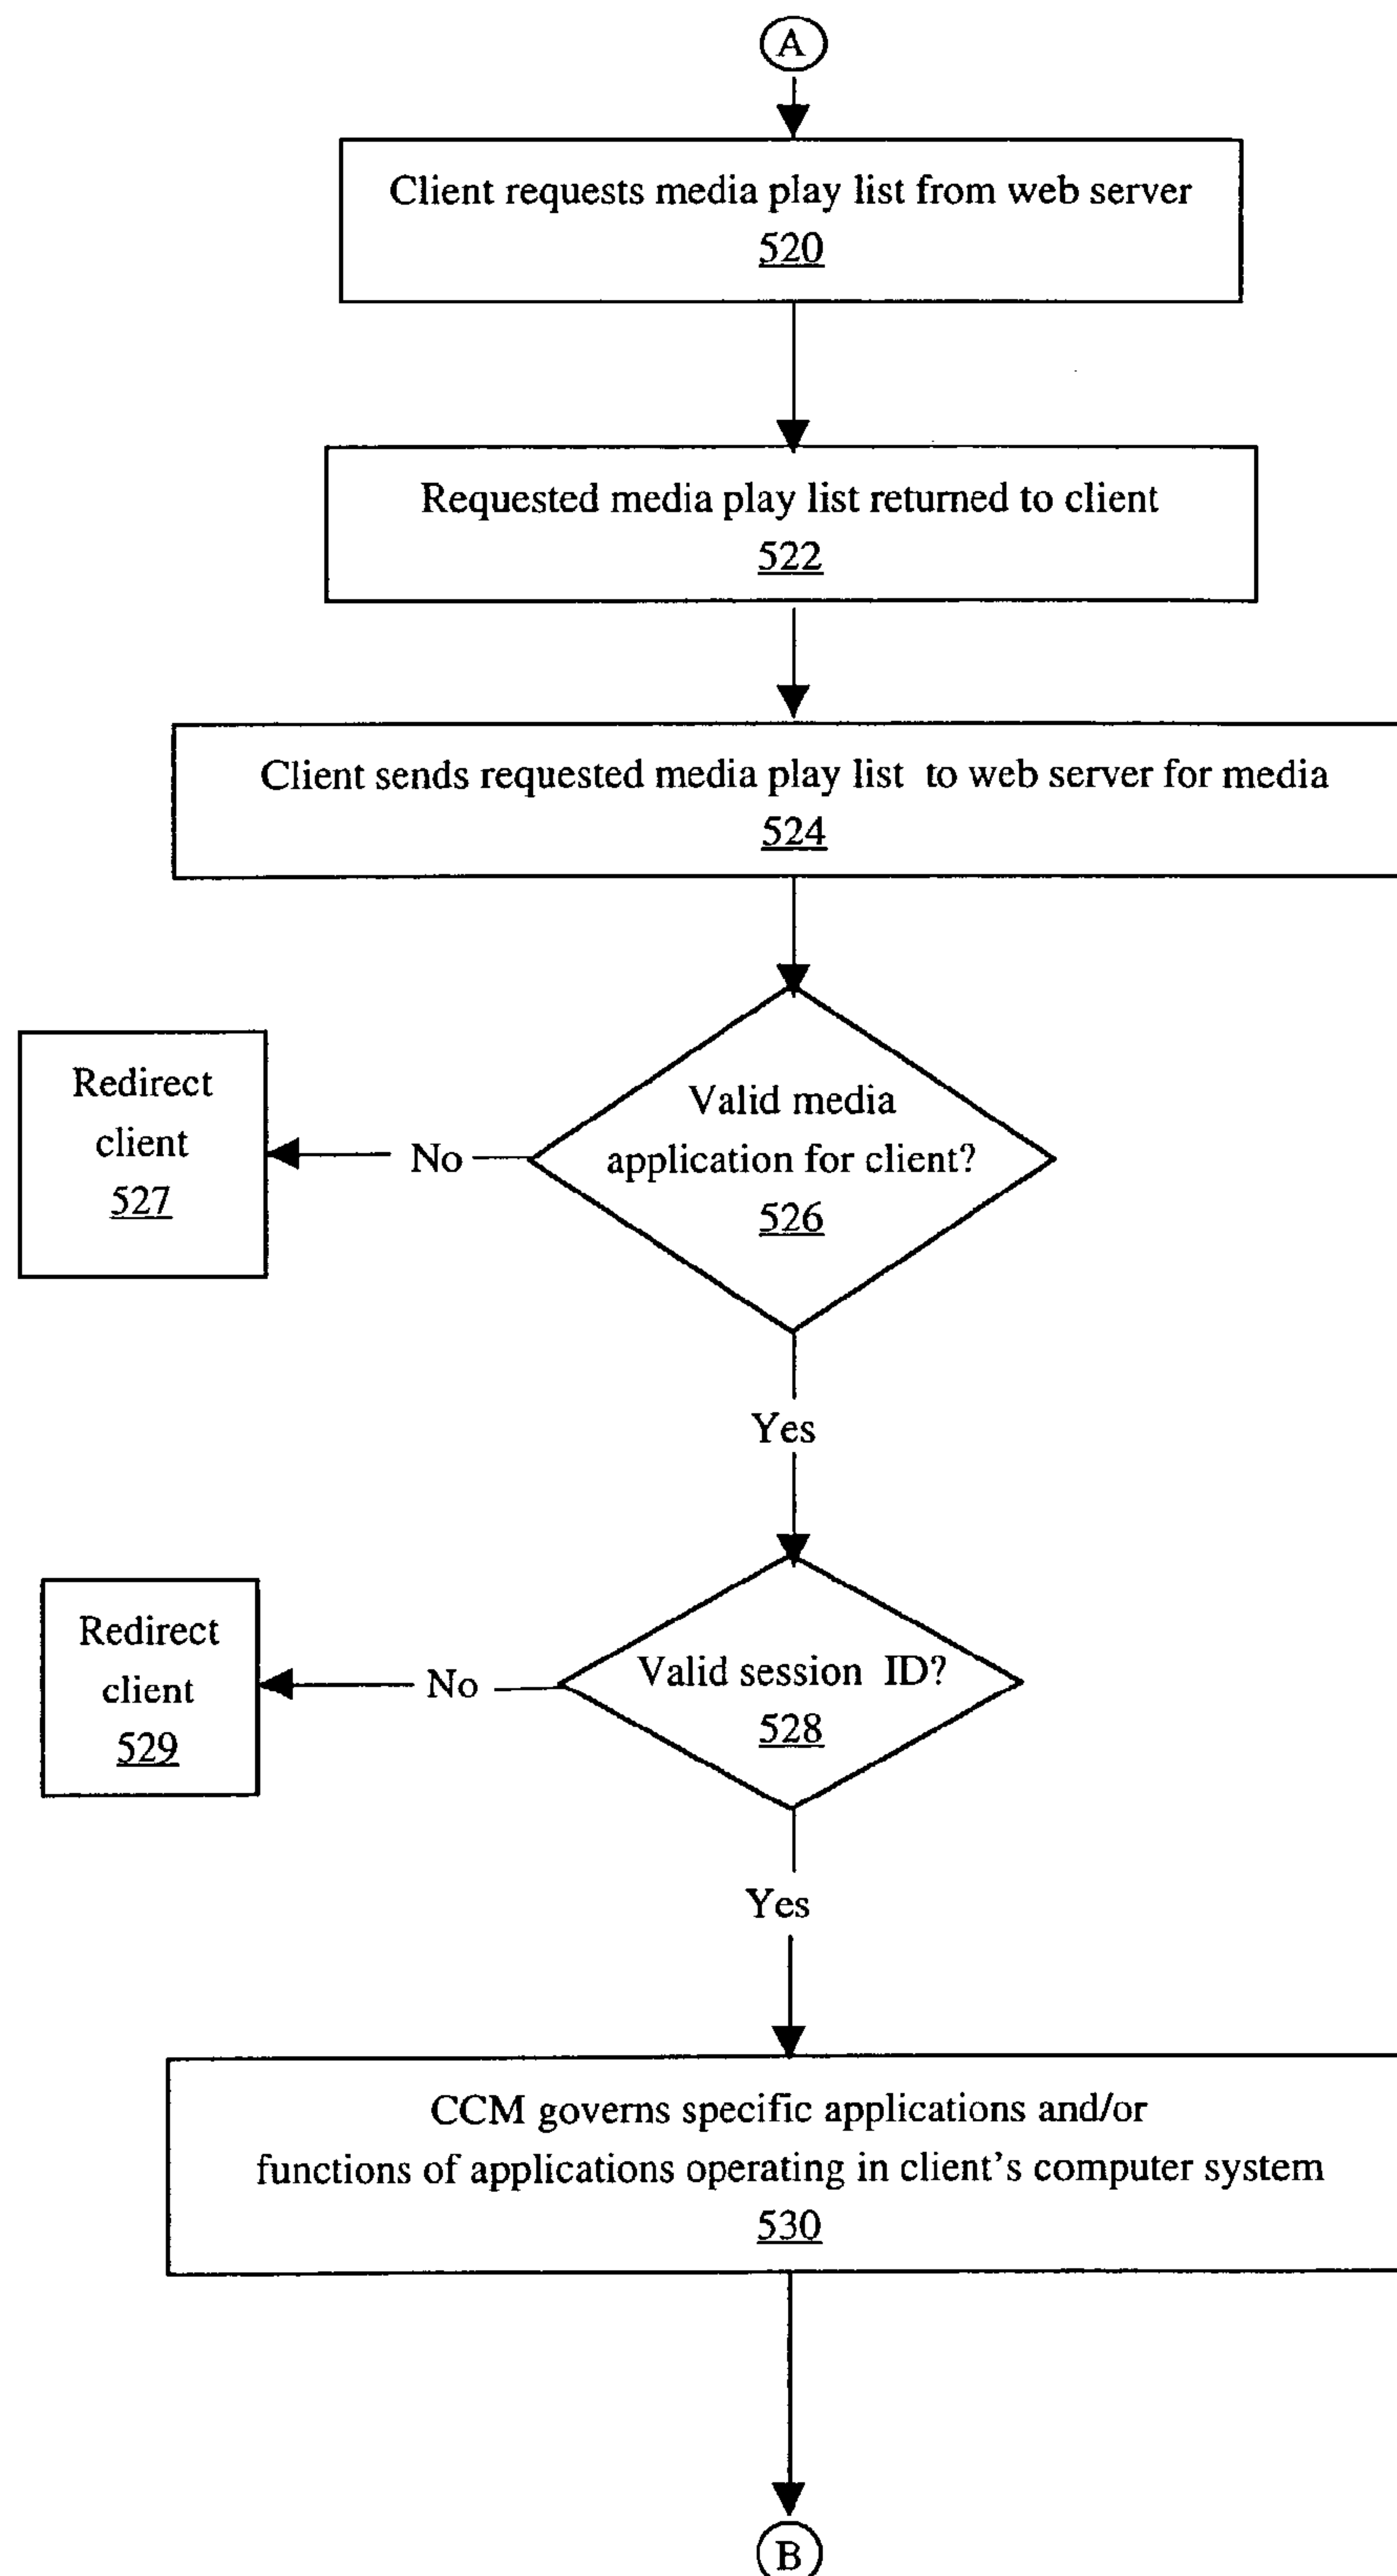 A
Client requests media play list from web server
520
Requested media play list returned to client
522
Client sends requested media play list to web server for media
524
Valid media
application for client?
526
No
Redirect
client
527
Yes
Valid session ID?
528
No
Redirect
client
529
Yes
CCM governs specific applications and/or
functions of applications operating in client's computer system
530
B